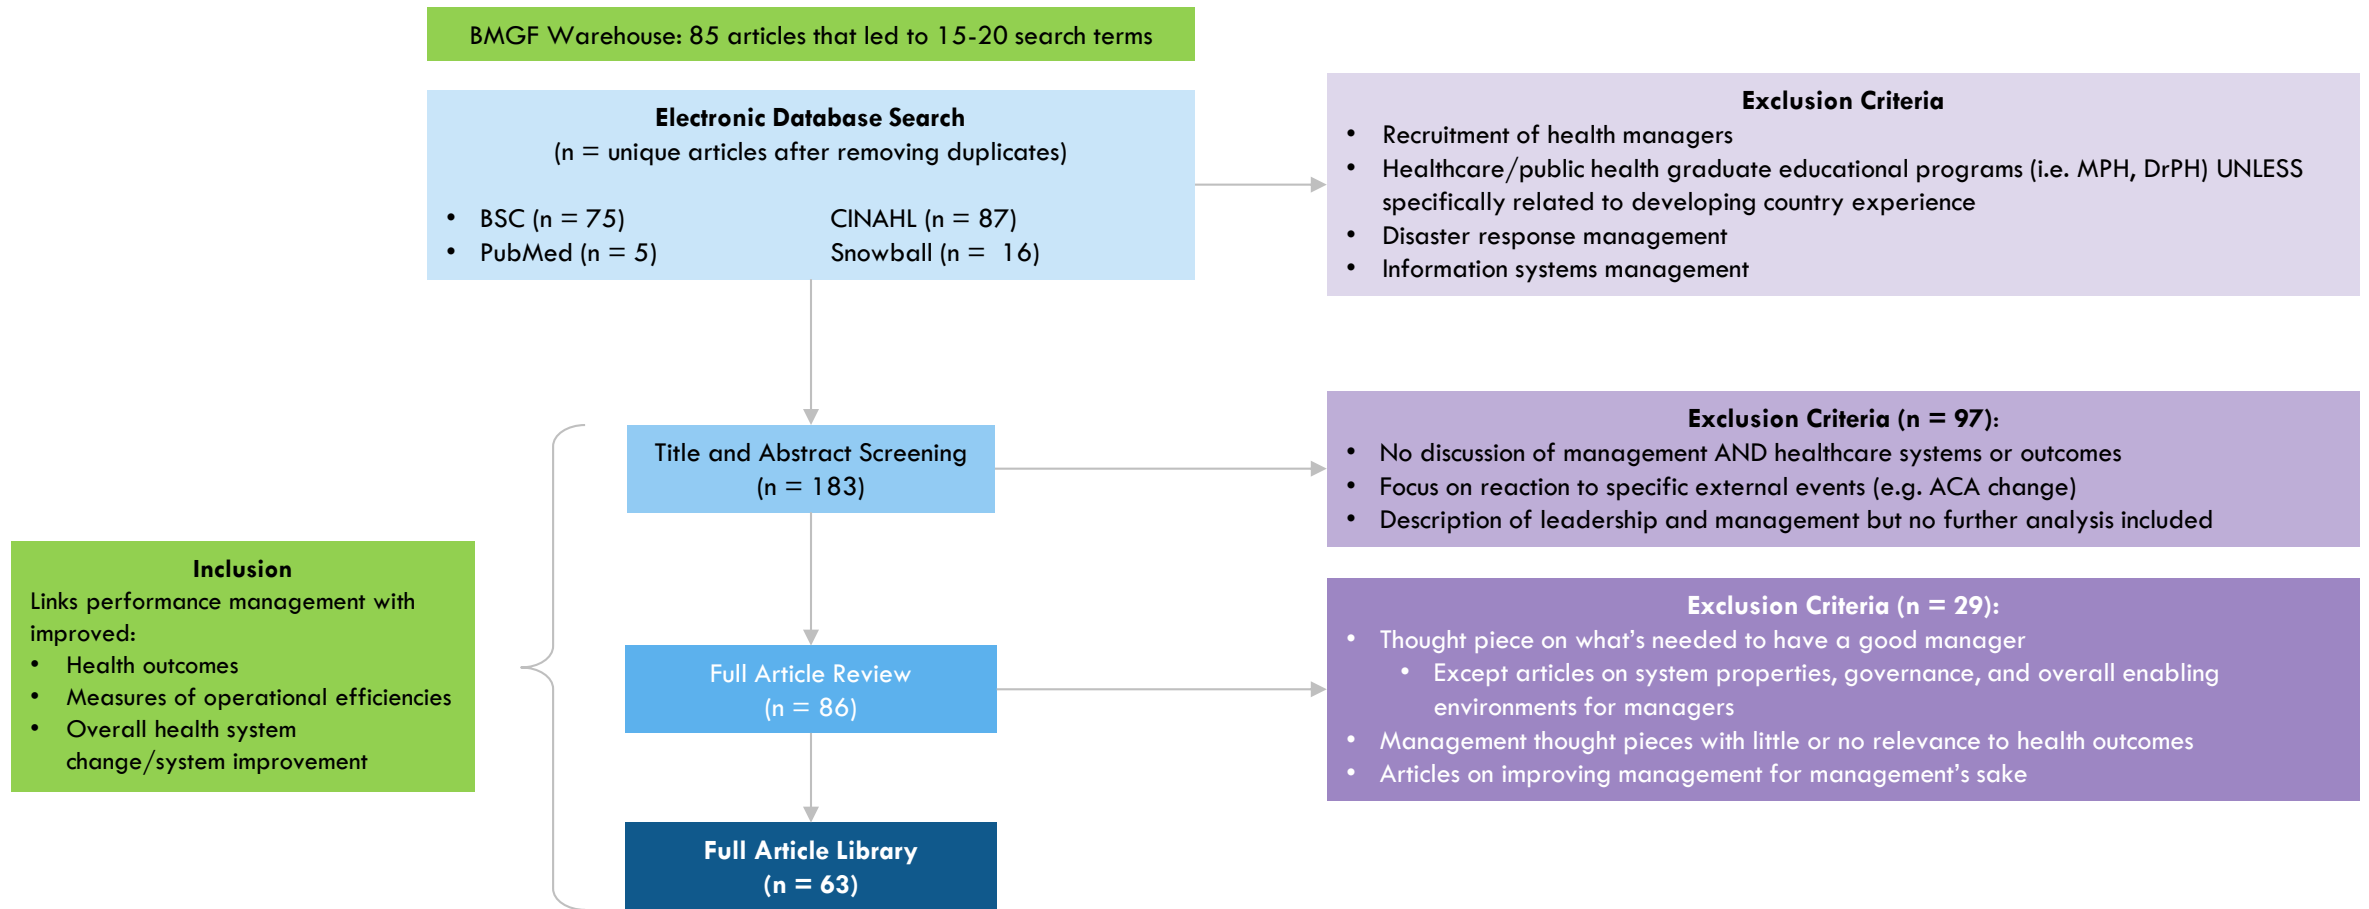 BMGF Warehouse: 85 articles that led to 15-20 search terms
Electronic Database Search
(n = unique articles after removing duplicates)
• BSC (n = 75)
CINAHL (n = 87)
• PubMed (n = 5)
Snowball (n = 16)
Exclusion Criteria
• Recruitment of health managers
• Healthcare/public health graduate educational programs (i.e. MPH, DrPH) UNLESS
specifically related to developing country experience
• Disaster response management
• Information systems management
Title and Abstract Screening
(n = 183)
Exclusion Criteria (n = 97):
• No discussion of management AND healthcare systems or outcomes
• Focus on reaction to specific external events (e.g. ACA change)
• Description of leadership and management but no further analysis included
Inclusion
Links performance management with
improved:
• Health outcomes
• Measures of operational efficiencies
• Overall health system
change/system improvement
Full Article Review
(n = 86)
Exclusion Criteria (n = 29):
• Thought piece on what's needed to have a good manager
• Except articles on system properties, governance, and overall enabling
environments for managers
• Management thought pieces with little or no relevance to health outcomes
• Articles on improving management for management's sake
Full Article Library
(n = 63)